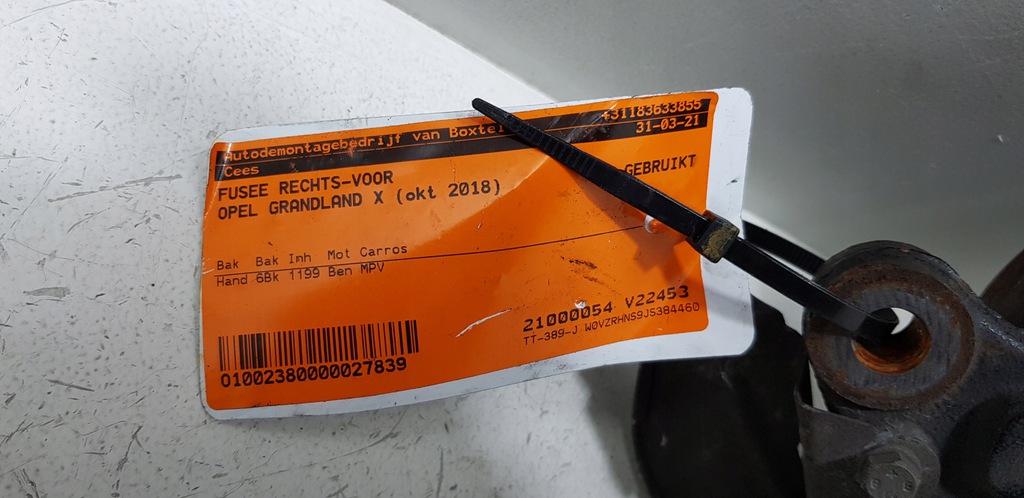 Autodemontagebedrijf van Boxtel +31183633855
Cees 31-03-21
FUSEE RECHTS-VOOR GEBRUIKT
OPEL GRANDLAND X (okt 2018)
Bak Bak Inh Mot Carros
Hand 6Bk 1199 Ben MPV
21000054 V22453
TT-389-J W0VZRHNS9JS384460
01002380000027839